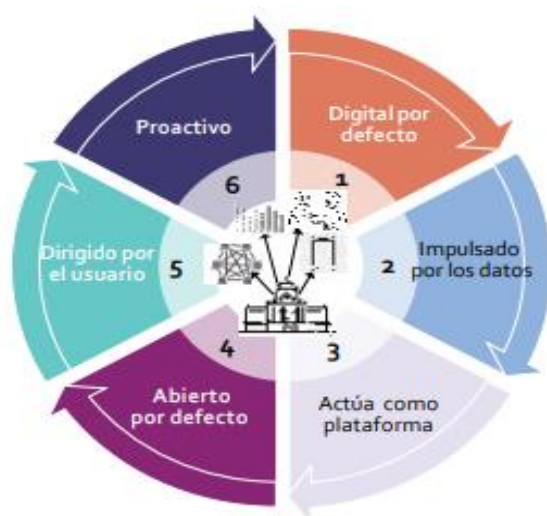 Digital por
defecto
1
Impulsado
por los datos
2
3
Actúa como
plataforma
4
Abierto
por defecto
Dirigido por
el usuario
5
Proactivo
6